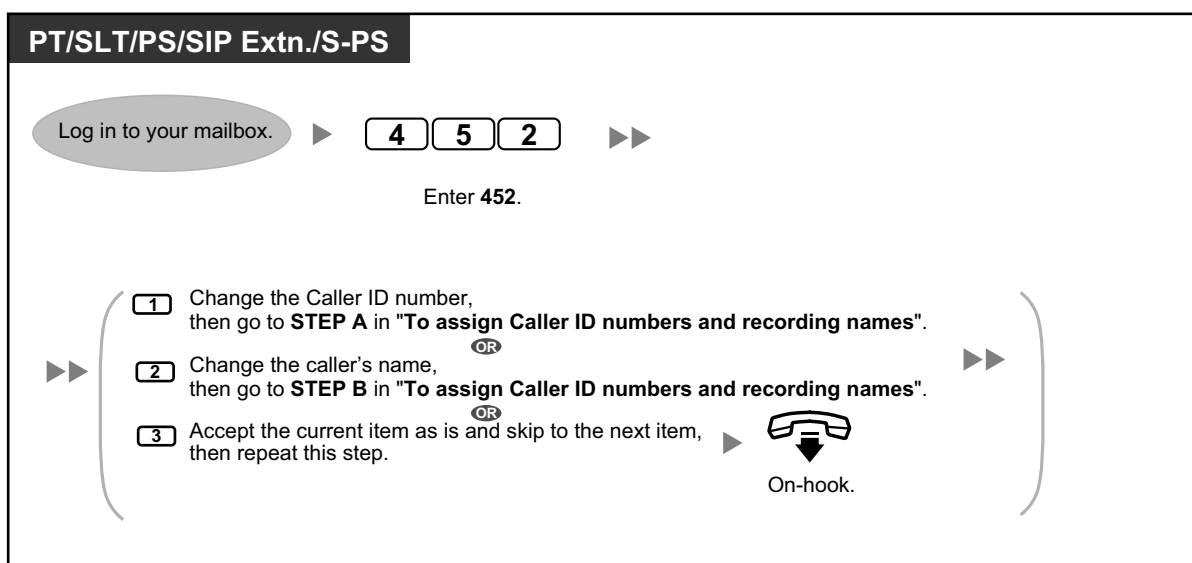 PT/SLT/PS/SIP Extn./S-PS
Log in to your mailbox.
4 5 2
Enter 452.
1 Change the Caller ID number,
then go to STEP A in "To assign Caller ID numbers and recording names".
OR
2 Change the caller's name,
then go to STEP B in "To assign Caller ID numbers and recording names".
OR
3 Accept the current item as is and skip to the next item,
then repeat this step.
On-hook.